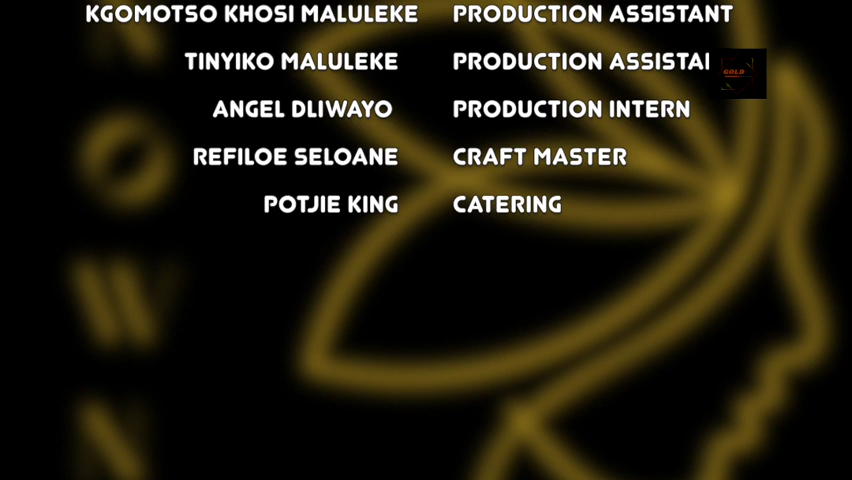 KGOMOTSO KHOSI MALULEKE PRODUCTION ASSISTANT
TINYIKO MALULEKE PRODUCTION ASSISTA
GOLD
ANGEL DLIWAYO PRODUCTION INTERN
REFILOE SELOANE CRAFT MASTER
POTJIE KING CATERING
N
O
W
N